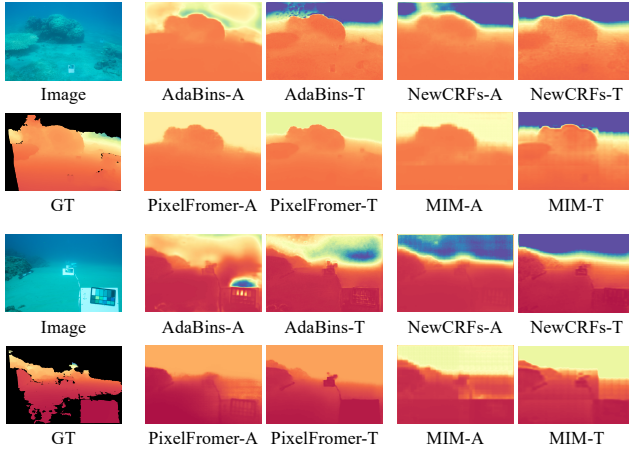 Image AdaBins-A AdaBins-T NewCRFs-A NewCRFs-T
GT PixelFromer-A PixelFromer-T MIM-A MIM-T
Image AdaBins-A AdaBins-T NewCRFs-A NewCRFs-T
GT PixelFromer-A PixelFromer-T MIM-A MIM-T